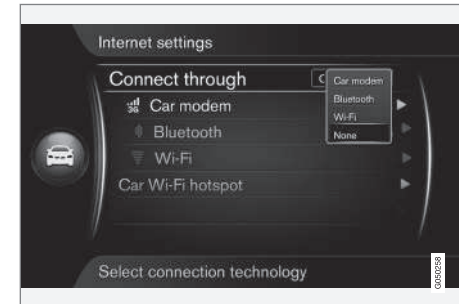 Internet settings
Connect through
Car modem
Bluetooth
Wi-Fi
None
3G Car modem
Bluetooth
Wi-Fi
Car Wi-Fi hotspot
Select connection technology
G050258